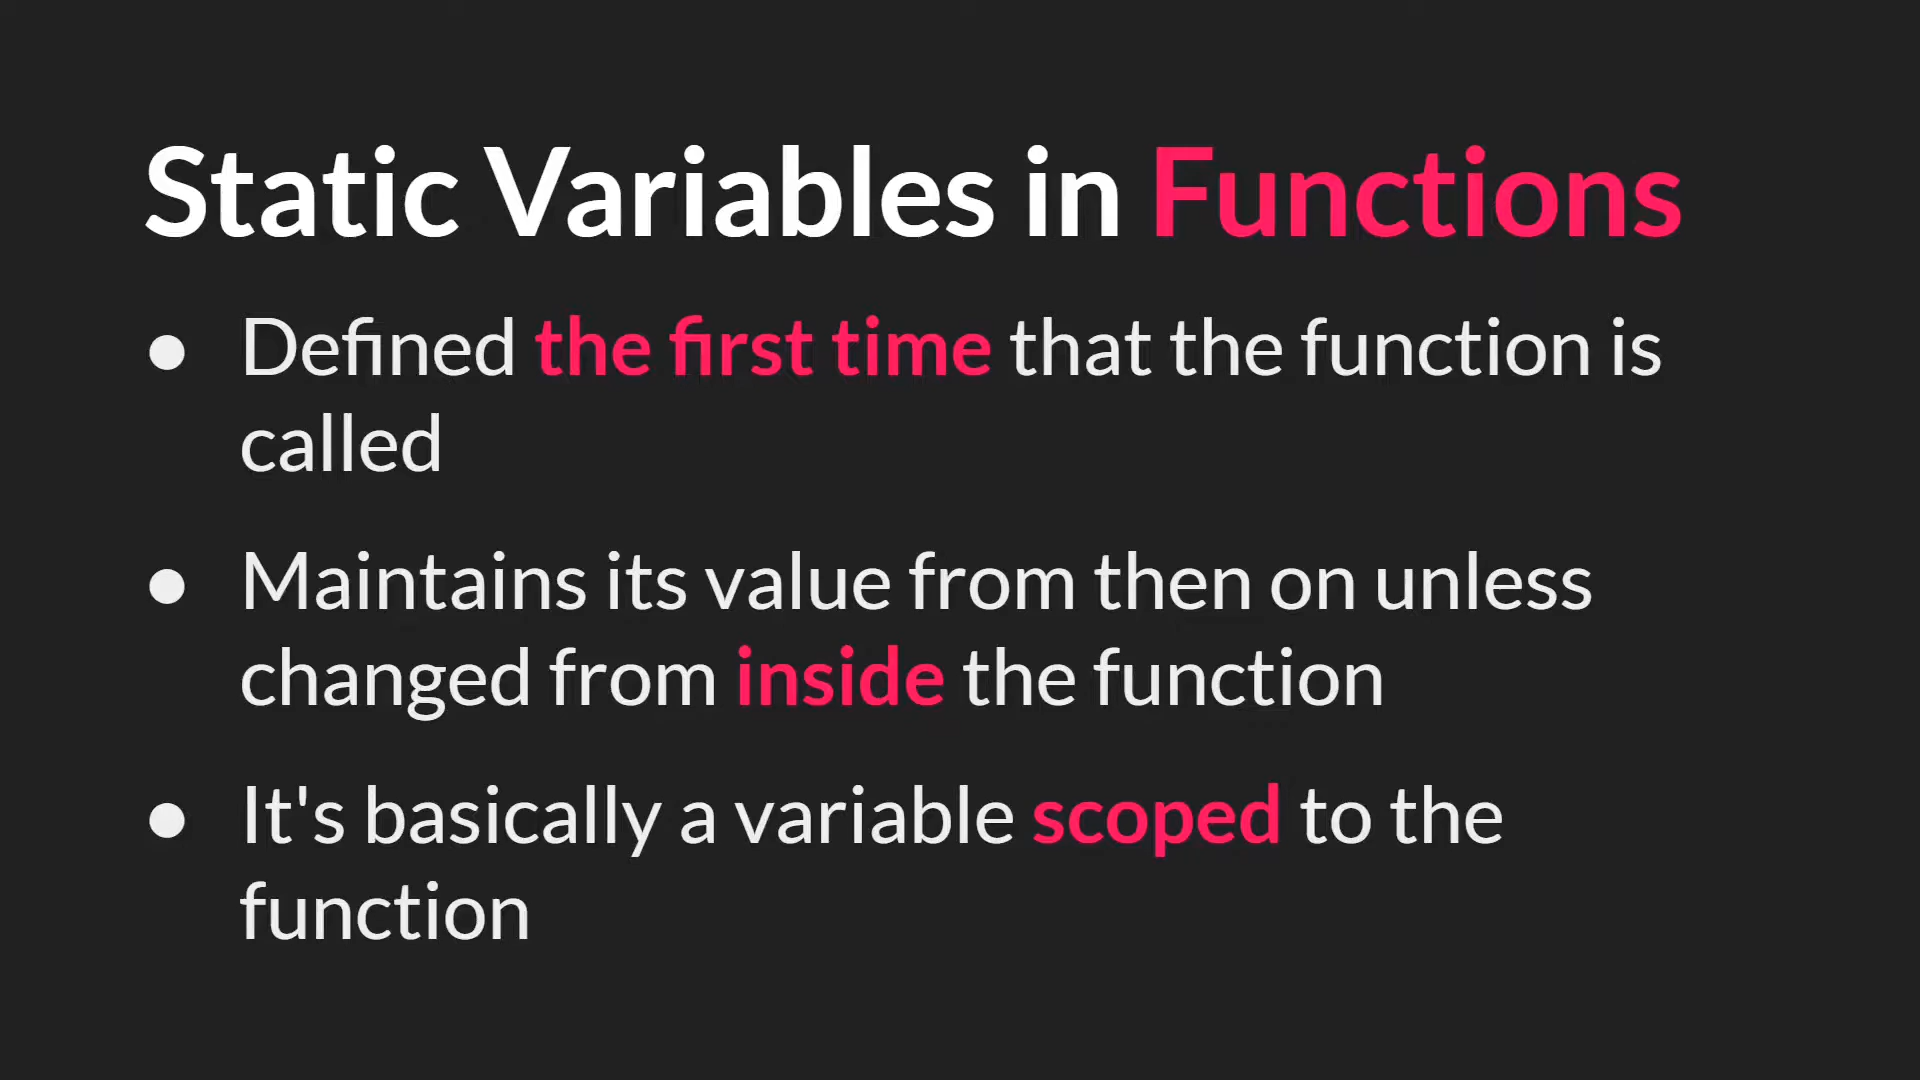 Static Variables in Functions
● Defined the first time that the function is
called
● Maintains its value from then on unless
changed from inside the function
● It's basically a variable scoped to the
function